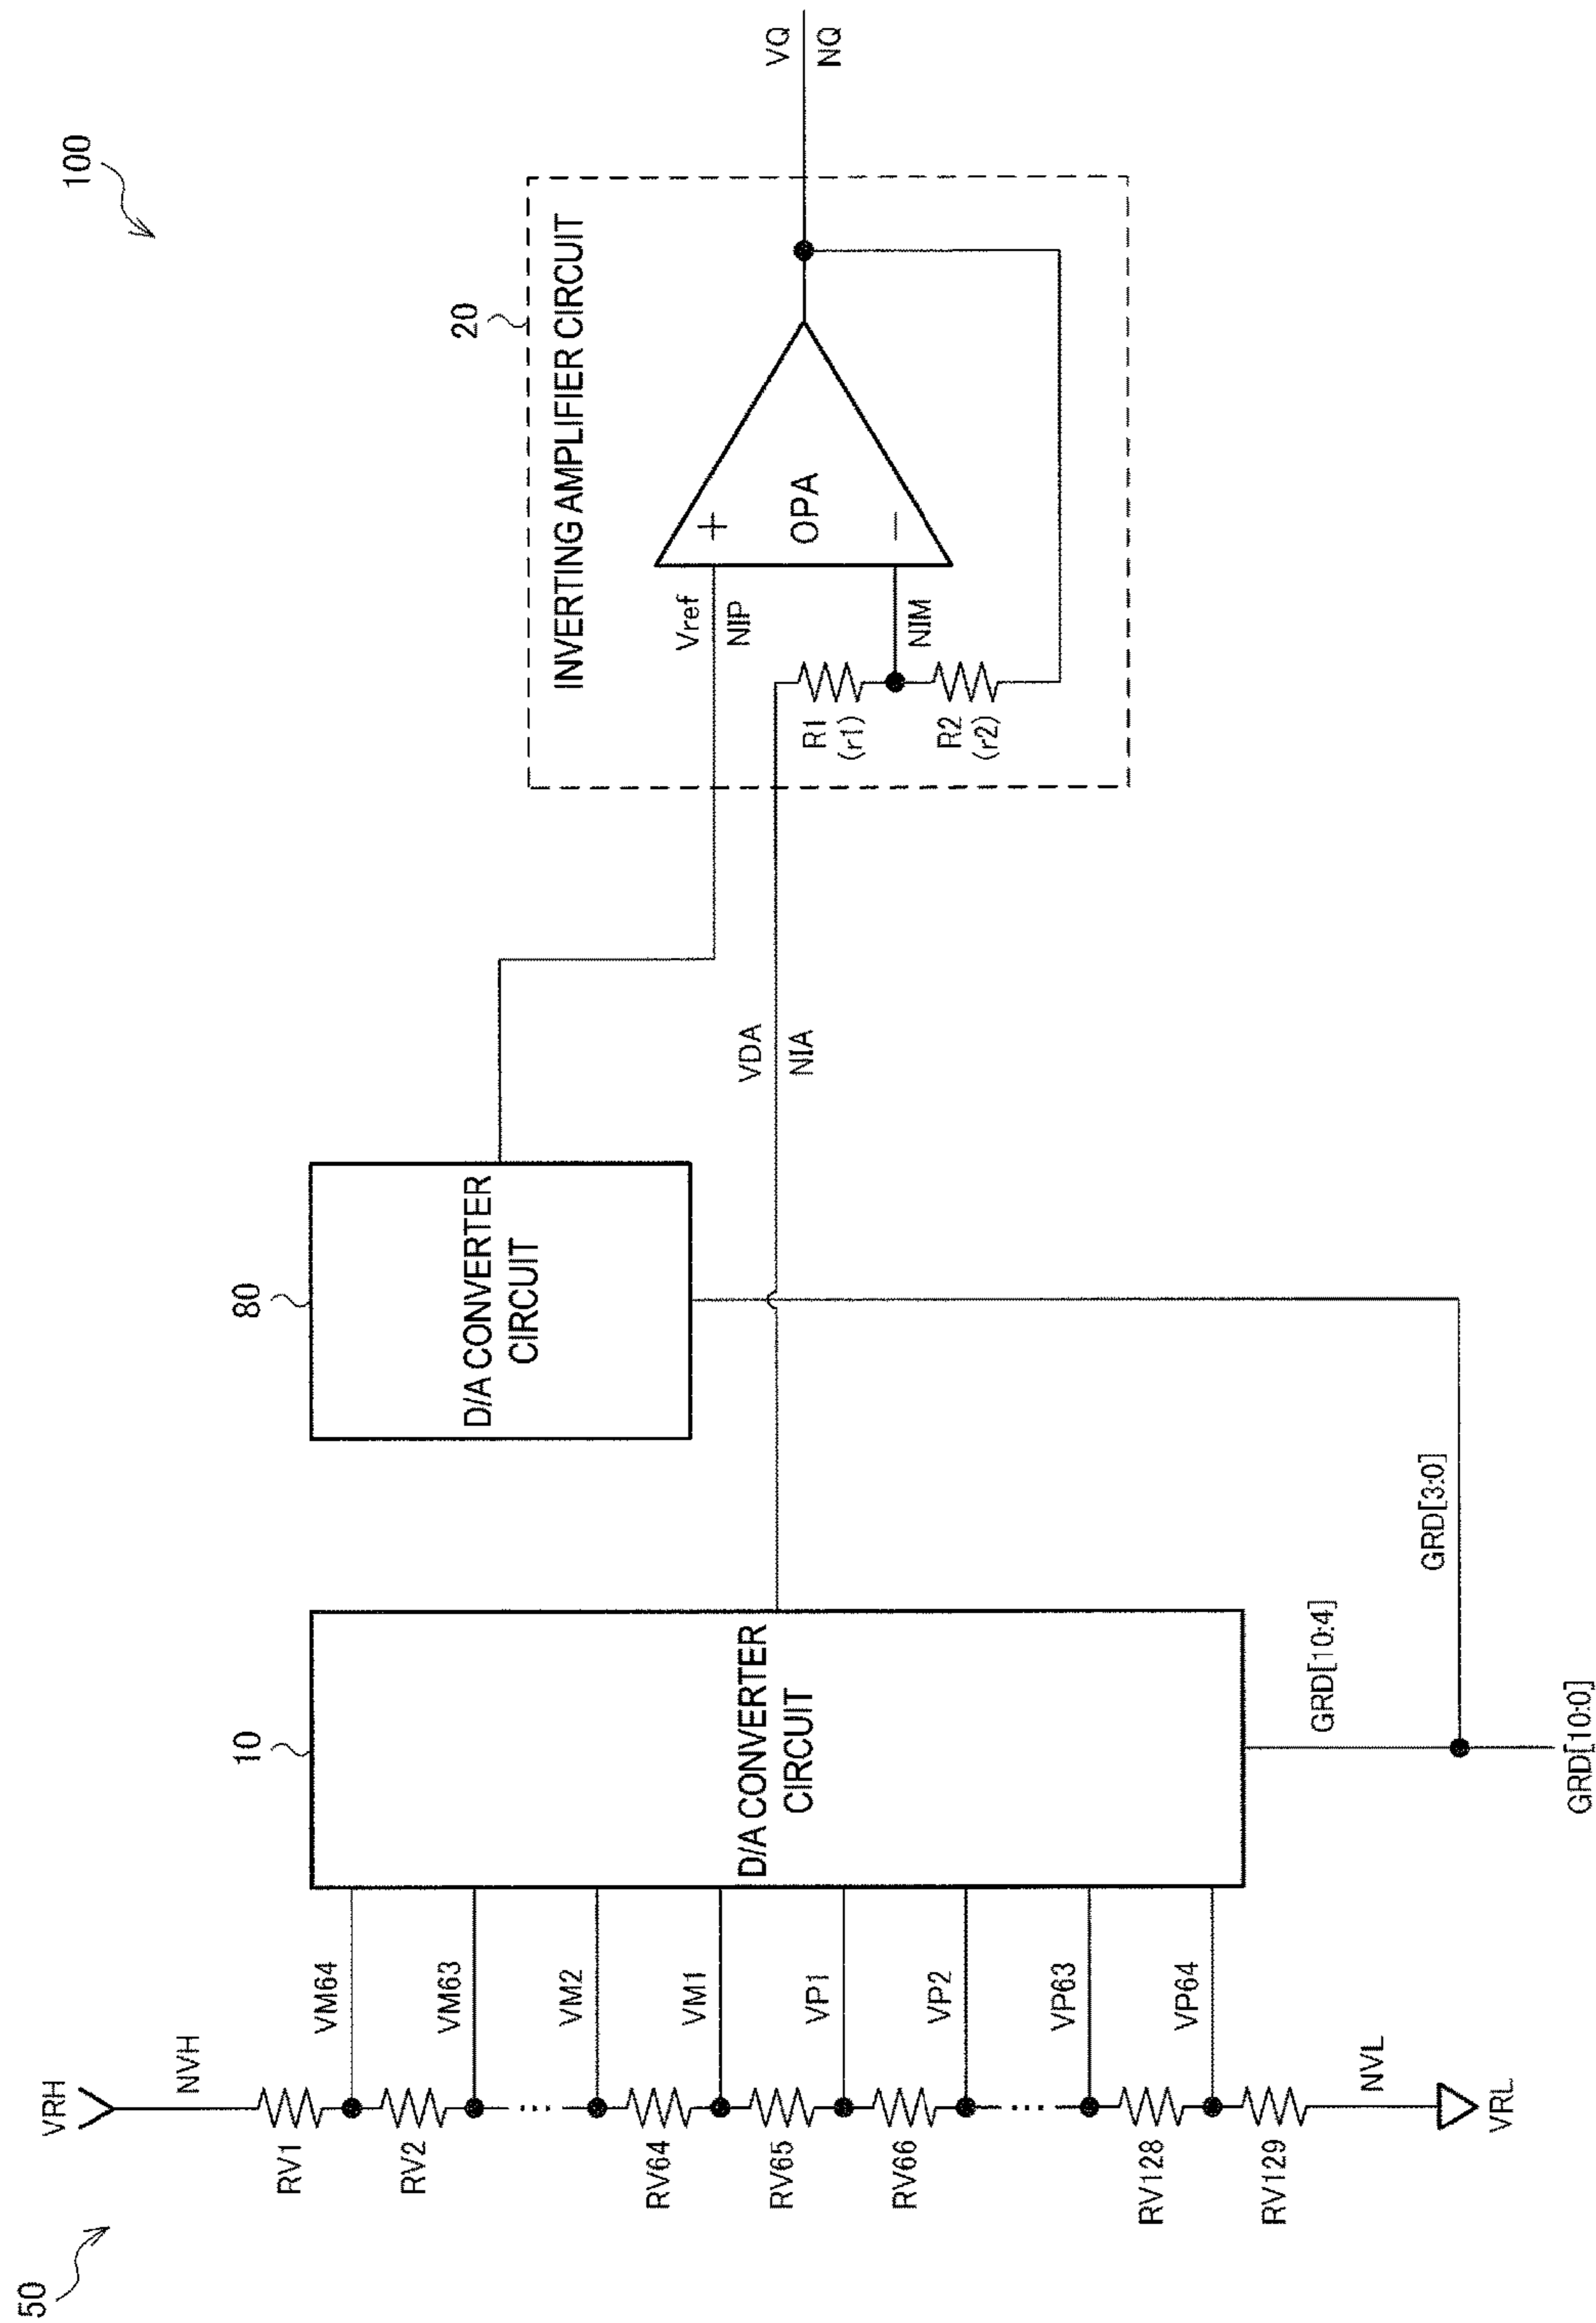 100
50
VRH
NVH
RV1
RV2
RV64
RV65
RV66
RV128
RV129
NVL
VRL
VM64
VM63
VM2
VM1
VP1
VP2
VP63
VP64
...
...
10
D/A CONVERTER
CIRCUIT
GRD[10:4]
GRD[3:0]
GRD[10:0]
80
D/A CONVERTER
CIRCUIT
VDA
NIA
20
INVERTING AMPLIFIER CIRCUIT
Vref
NIP
R1
(r1)
R2
(r2)
NIM
+
OPA
−
VQ
NQ